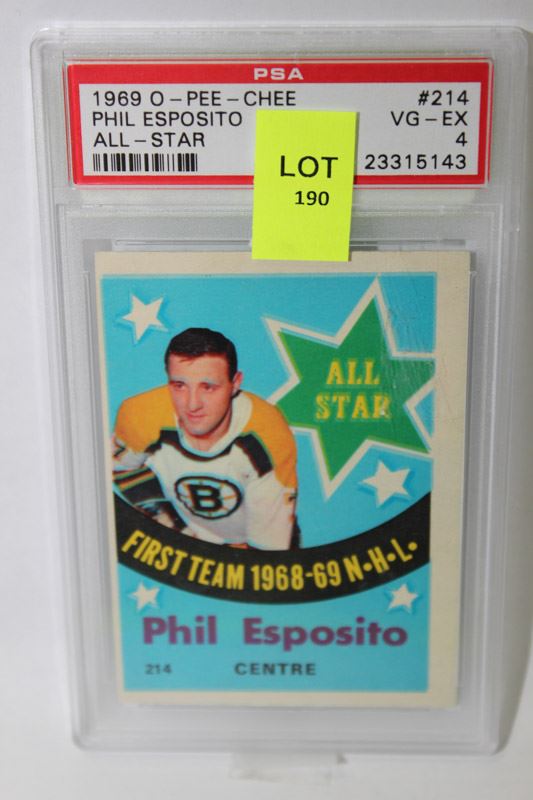 PSA
1969 O-PEE-CHEE #214
PHIL ESPOSITO VG-EX
ALL-STAR 4
23315143
LOT
190
ALL
STAR
7
B
FIRST TEAM 1968-69 N•H•L•
Phil Esposito
214 CENTRE